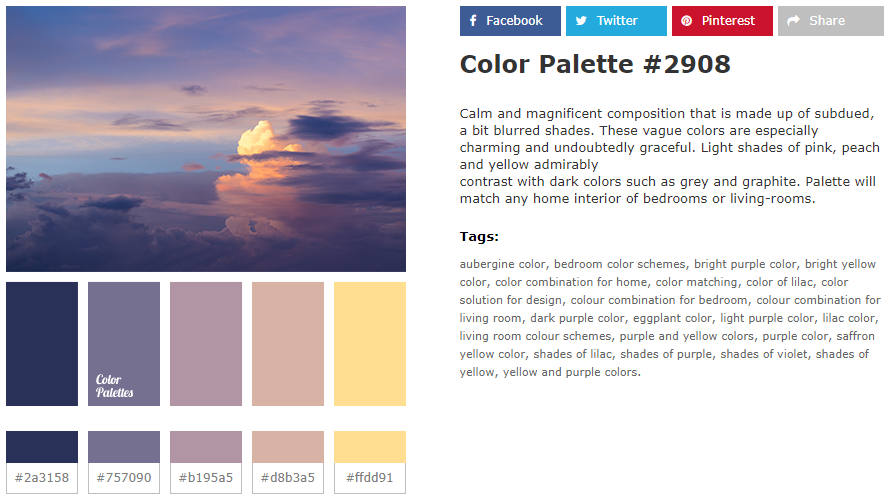 Facebook
Twitter
Pinterest
Share
Color Palette #2908
Calm and magnificent composition that is made up of subdued,
a bit blurred shades. These vague colors are especially
charming and undoubtedly graceful. Light shades of pink, peach
and yellow admirably
contrast with dark colors such as grey and graphite. Palette will
match any home interior of bedrooms or living-rooms.
Tags:
aubergine color, bedroom color schemes, bright purple color, bright yellow
color, color combination for home, color matching, color of lilac, color
solution for design, colour combination for bedroom, colour combination for
living room, dark purple color, eggplant color, light purple color, lilac color,
living room colour schemes, purple and yellow colors, purple color, saffron
yellow color, shades of lilac, shades of purple, shades of violet, shades of
yellow, yellow and purple colors.
Color
Palettes
#2a3158
#757090
#b195a5
#d8b3a5
#ffdd91